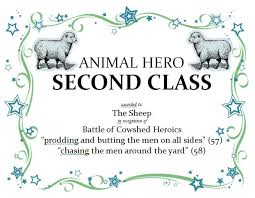 ANIMAL HERO
SECOND CLASS
awarded to
The Sheep
in recognition of
Battle of Cowshed Heroics
“prodding and butting the men on all sides” (57)
“chasing the men around the yard” (58)